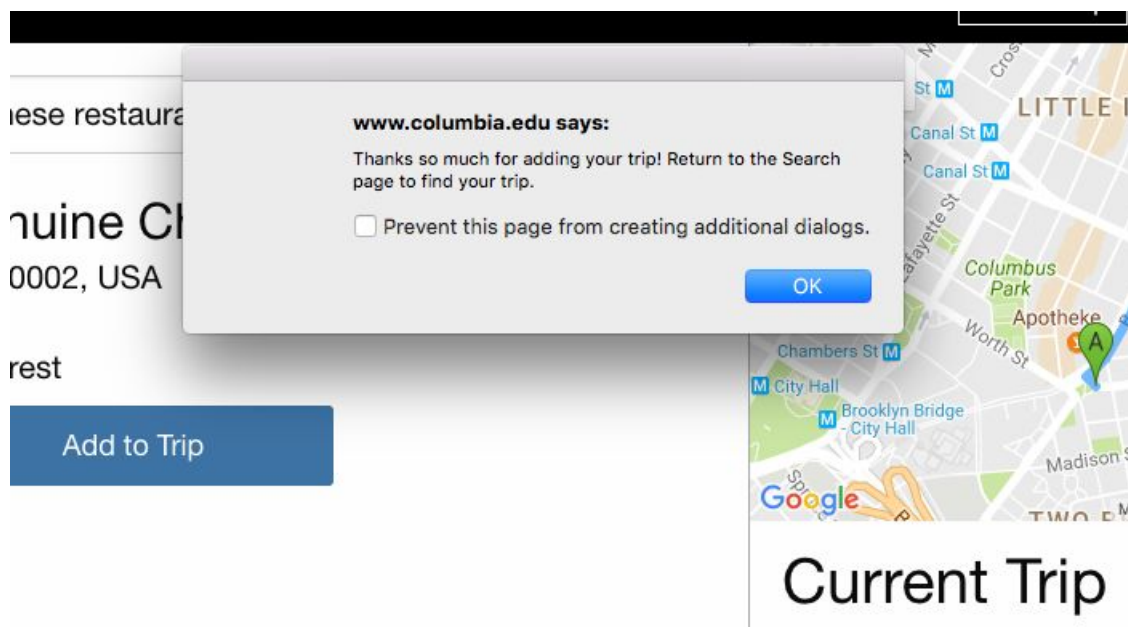 ese restaura
nuine Ch
0002, USA
rest
Add to Trip
www.columbia.edu says:
Thanks so much for adding your trip! Return to the Search
page to find your trip.
Prevent this page from creating additional dialogs.
OK
St M
LITTLE
Canal St M
Canal St M
Lafayette St
Columbus
Park
Apotheke
Worth St
A
Chambers St M
M City Hall
M Brooklyn Bridge
- City Hall
Madison
Google
Current Trip